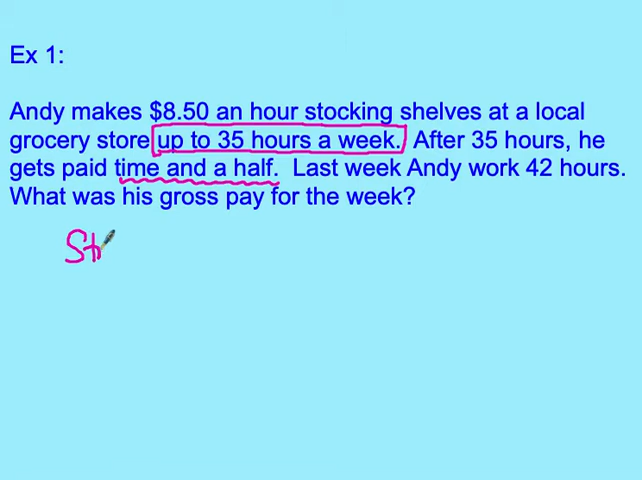 Ex 1:
Andy makes $8.50 an hour stocking shelves at a local
grocery store up to 35 hours a week. After 35 hours, he
gets paid time and a half. Last week Andy work 42 hours.
What was his gross pay for the week?
St